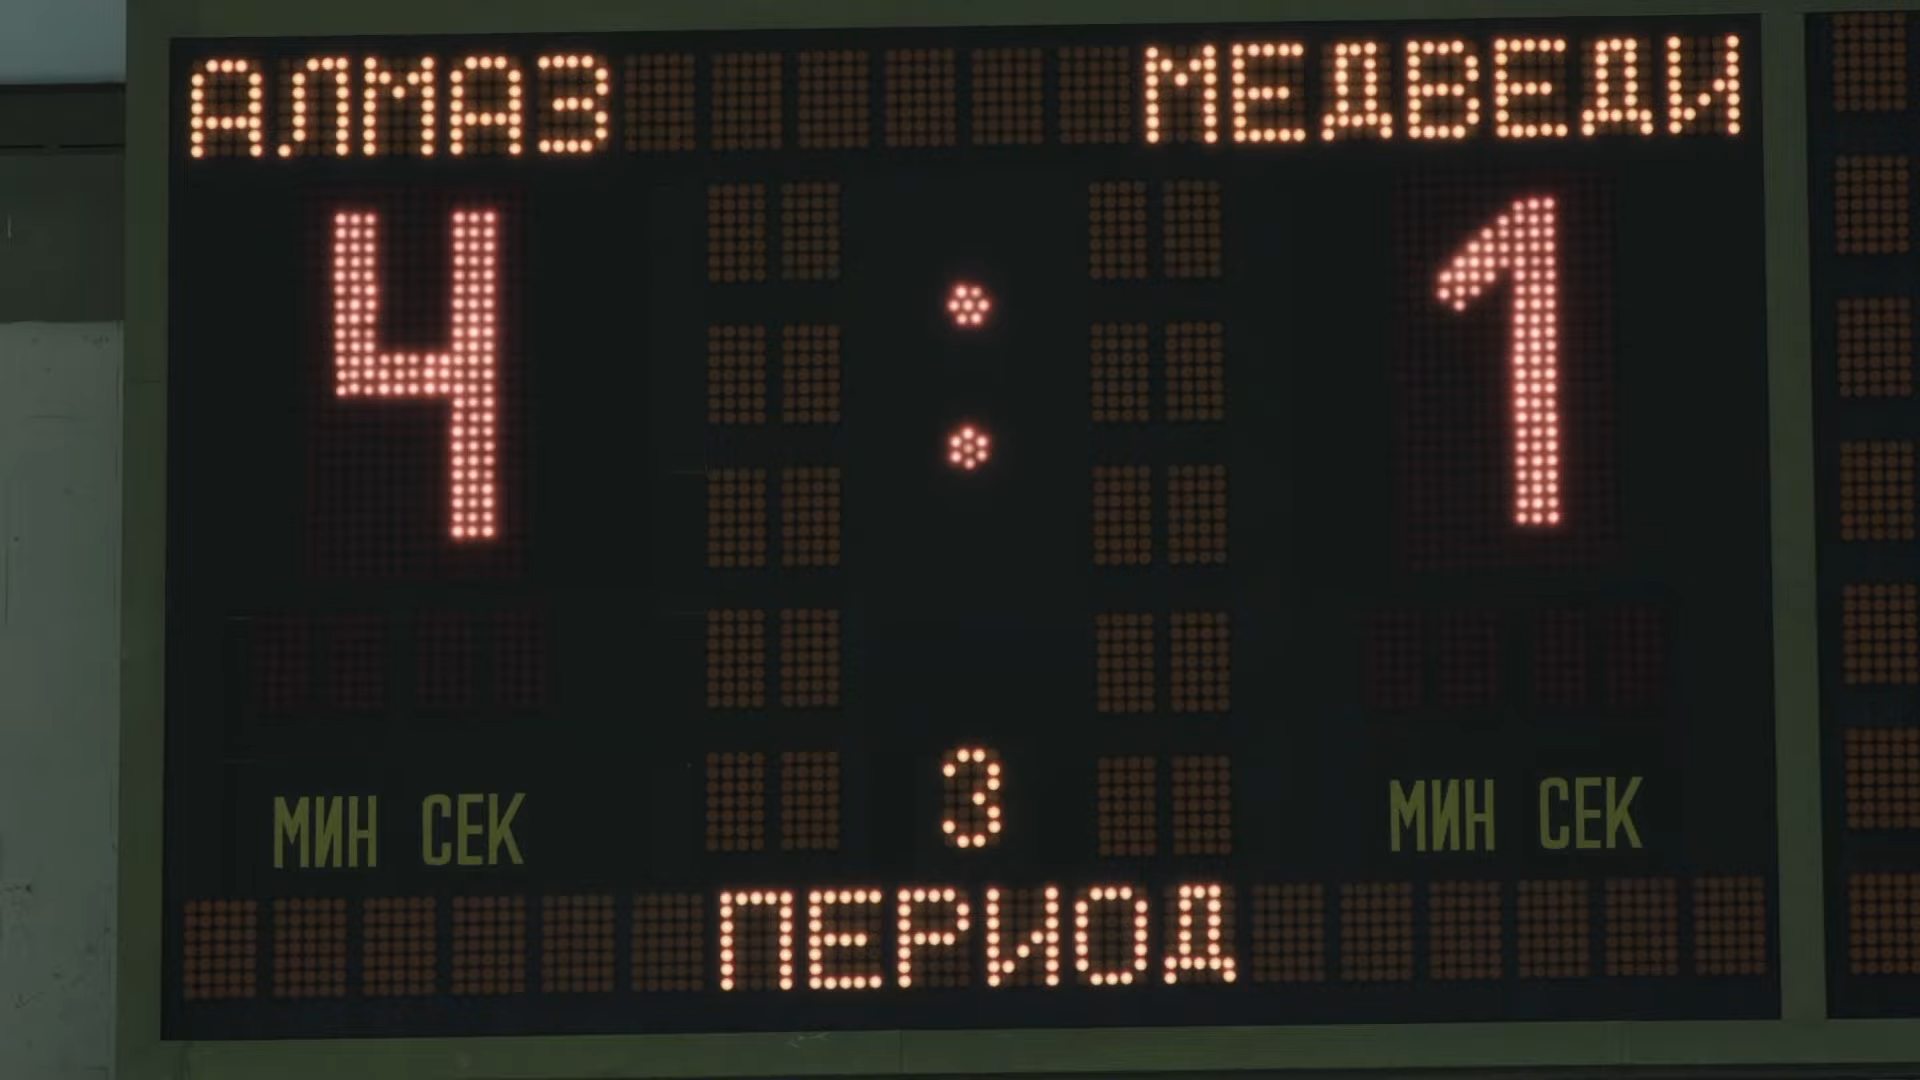 АЛМАЗ МЕДВЕДИ
4 : 1
3
МИН СЕК МИН СЕК
ПЕРИОД